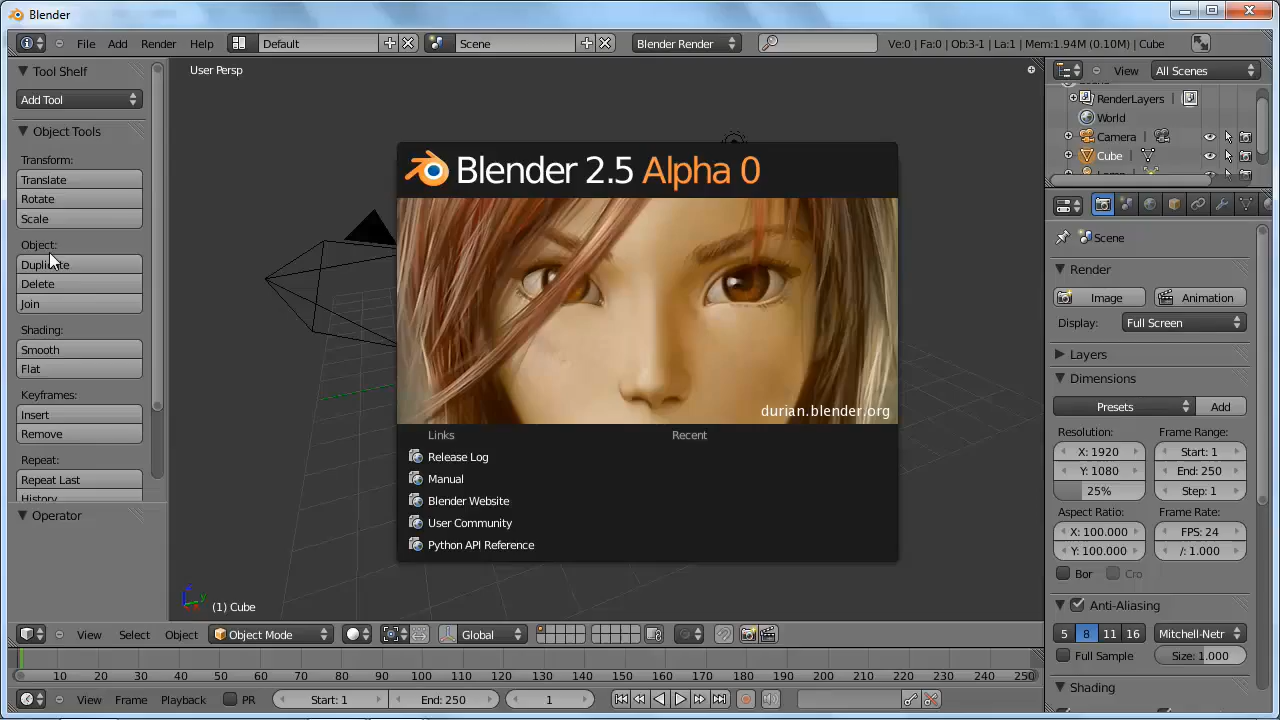 Blender
File Add Render Help Default Scene Blender Render Ve:0 | Fa:0 | Ob:3-1 | La:1 | Mem:1.94M (0.10M) | Cube
Tool Shelf
Add Tool
Object Tools
Transform:
Translate
Rotate
Scale
Object:
Duplicate
Delete
Join
Shading:
Smooth
Flat
Keyframes:
Insert
Remove
Repeat:
Repeat Last
History
Operator
User Persp
Blender 2.5 Alpha 0
durian.blender.org
Links
Release Log
Manual
Blender Website
User Community
Python API Reference
Recent
(1) Cube
View Select Object Object Mode Global
10 20 30 40 50 60 70 80 90 100 110 120 130 140 150 160 170 180 190 200 210 220 230 240 250
View Frame Playback PR Start: 1 End: 250 1
View All Scenes
RenderLayers |
World
Camera |
Cube |
Scene
Render
Image Animation
Display: Full Screen
Layers
Dimensions
Presets Add
Resolution: Frame Range:
X: 1920 Start: 1
Y: 1080 End: 250
25% Step: 1
Aspect Ratio: Frame Rate:
X: 100.000 FPS: 24
Y: 100.000 /: 1.000
Bor Cro
Anti-Aliasing
5 8 11 16 Mitchell-Netr
Full Sample Size: 1.000
Shading